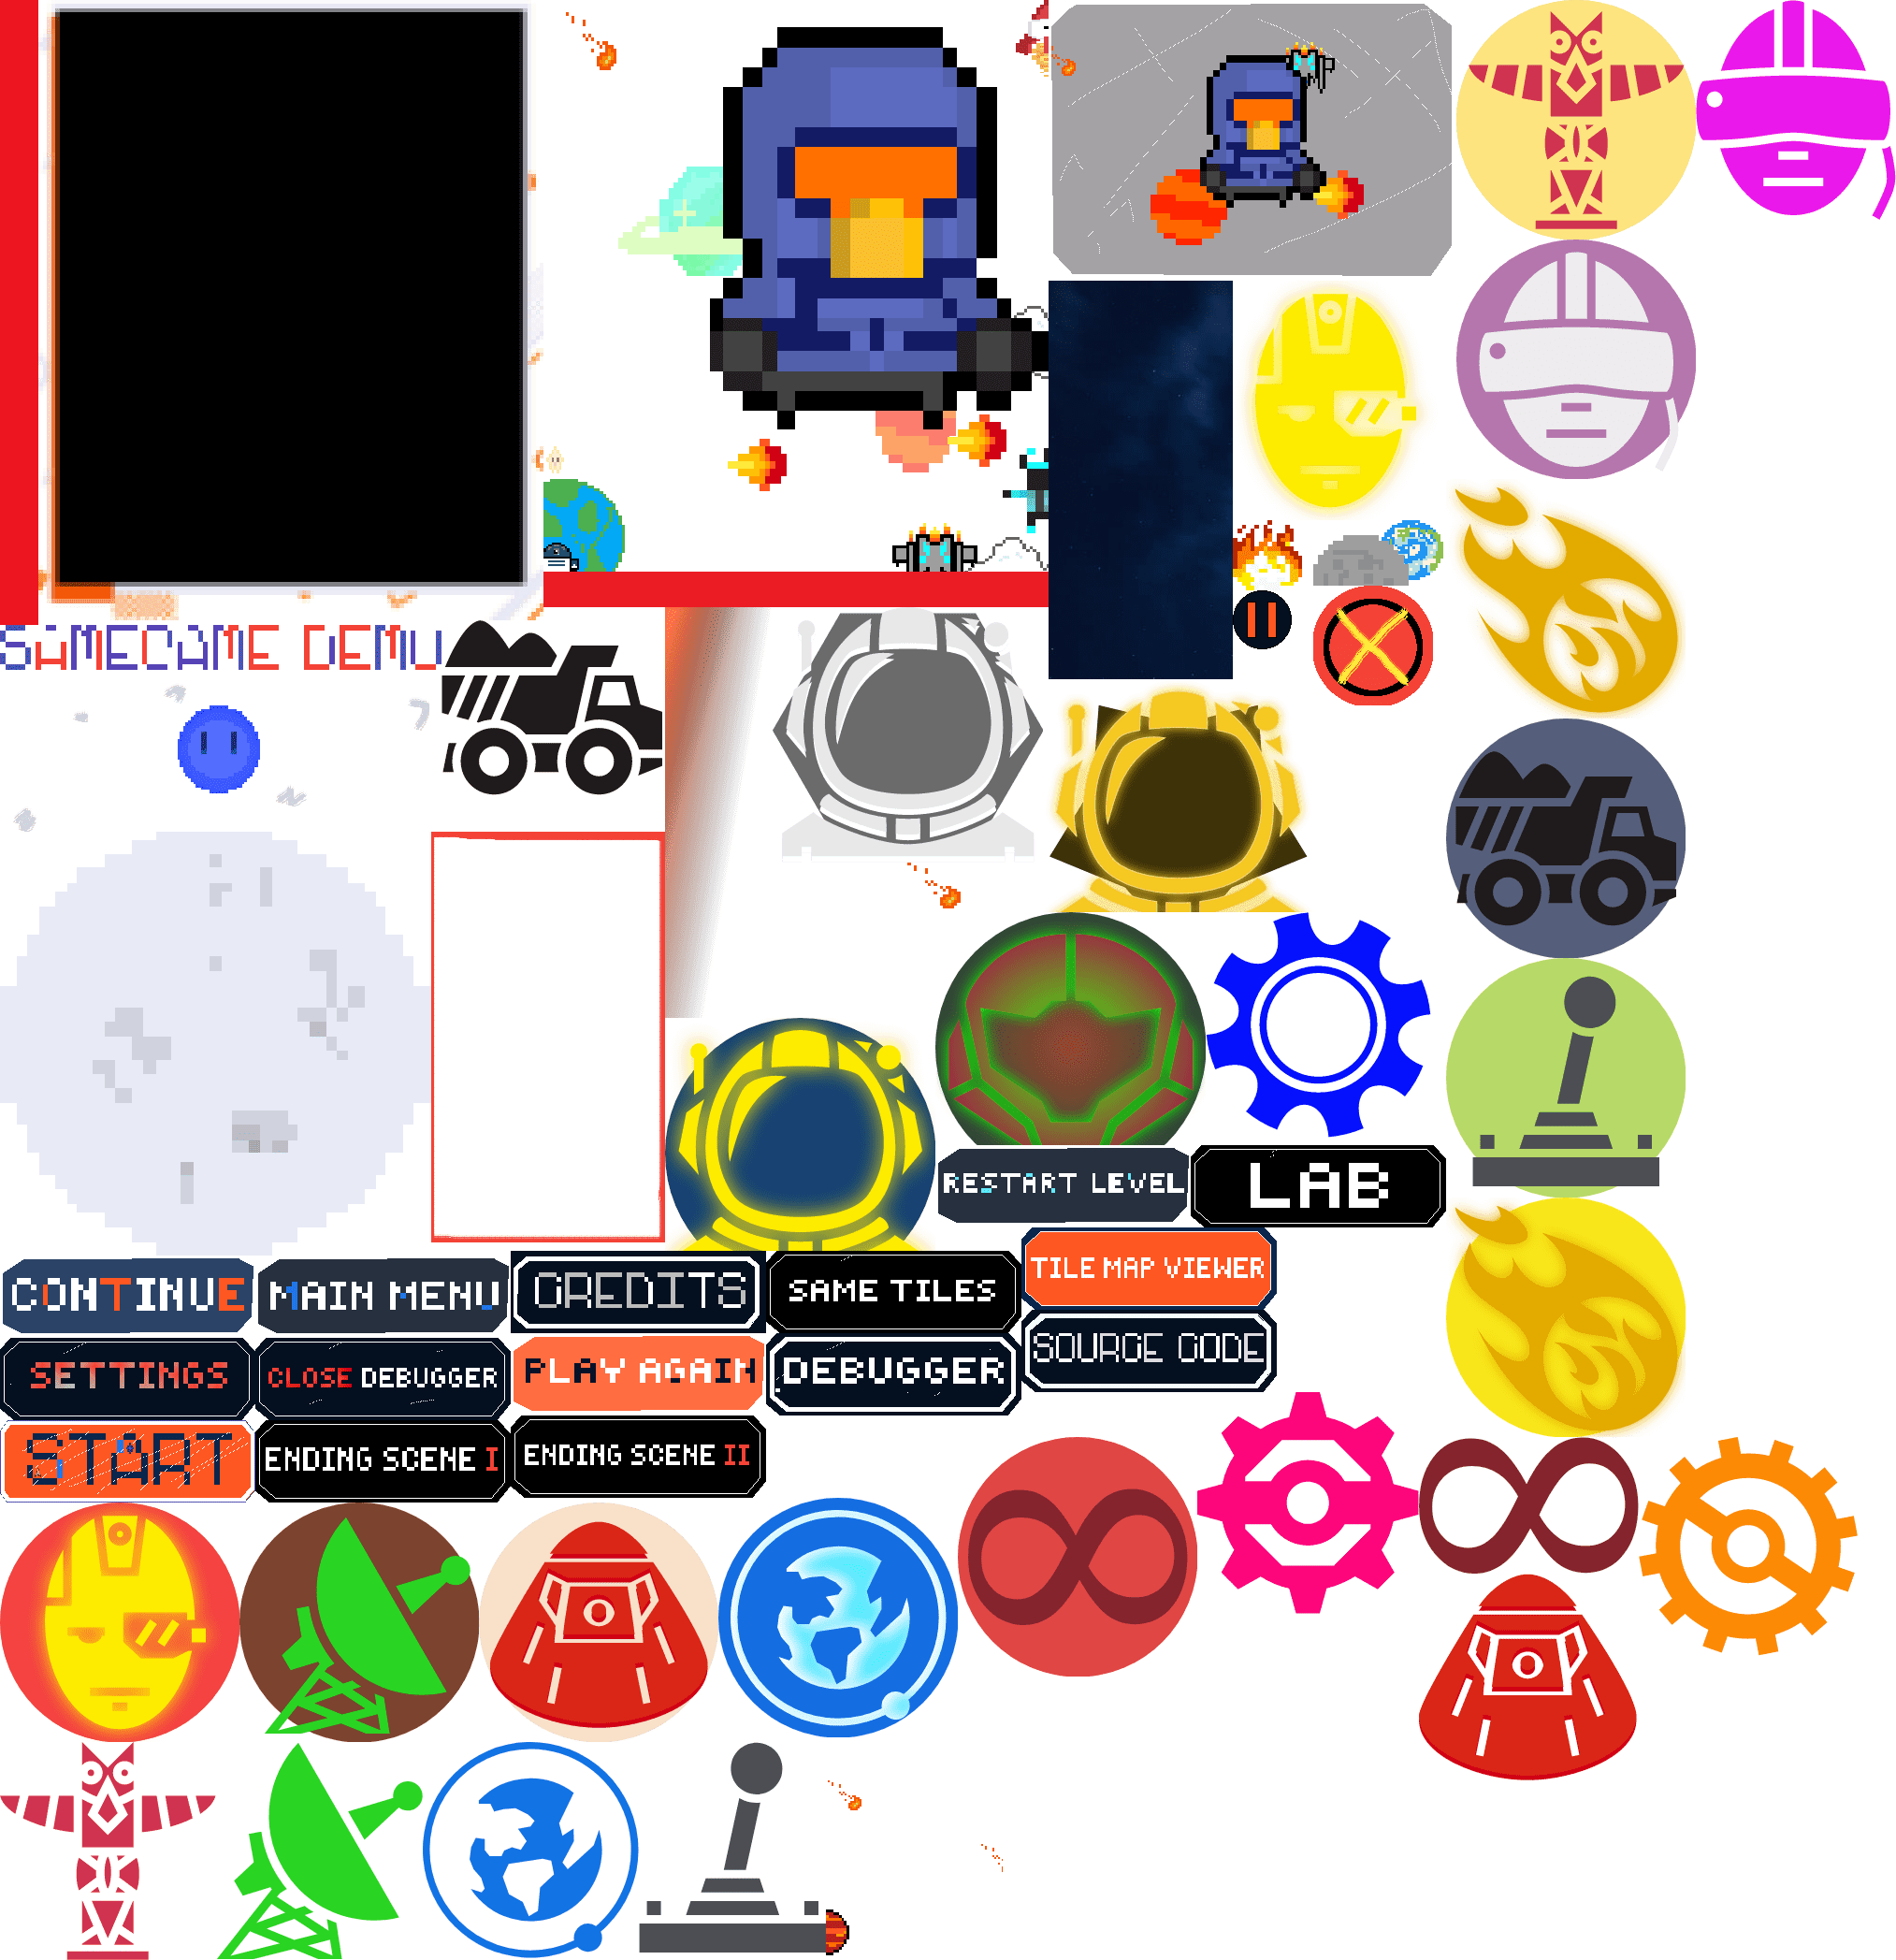 SAMEGAME DEMO
RESTART LEVEL
LAB
CONTINUE
MAIN MENU
CREDITS
SAME TILES
TILE MAP VIEWER
SETTINGS
CLOSE DEBUGGER
PLAY AGAIN
DEBUGGER
SOURCE CODE
START
ENDING SCENE I
ENDING SCENE II